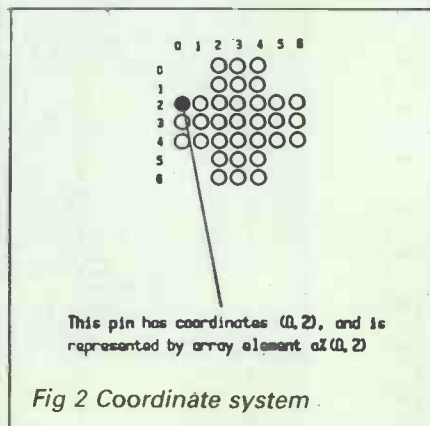 0 1 2 3 4 5 6
0
1
2
3
4
5
6
This pin has coordinates (0,2), and is
represented by array element a%(0,2)
Fig 2 Coordinate system